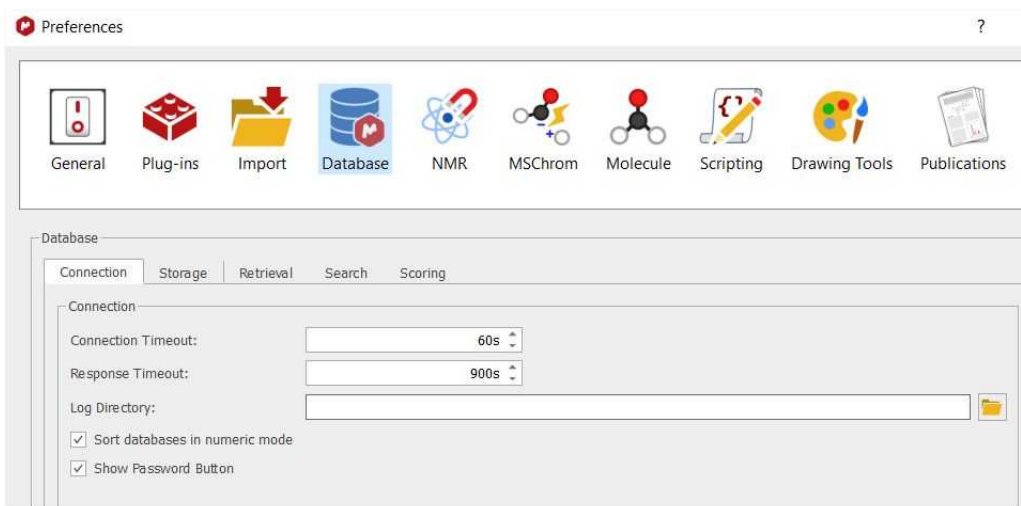 Preferences ?
General Plug-ins Import Database NMR MSChrom Molecule Scripting Drawing Tools Publications
Database
Connection Storage Retrieval Search Scoring
Connection
Connection Timeout: 60s
Response Timeout: 900s
Log Directory:
Sort databases in numeric mode
Show Password Button